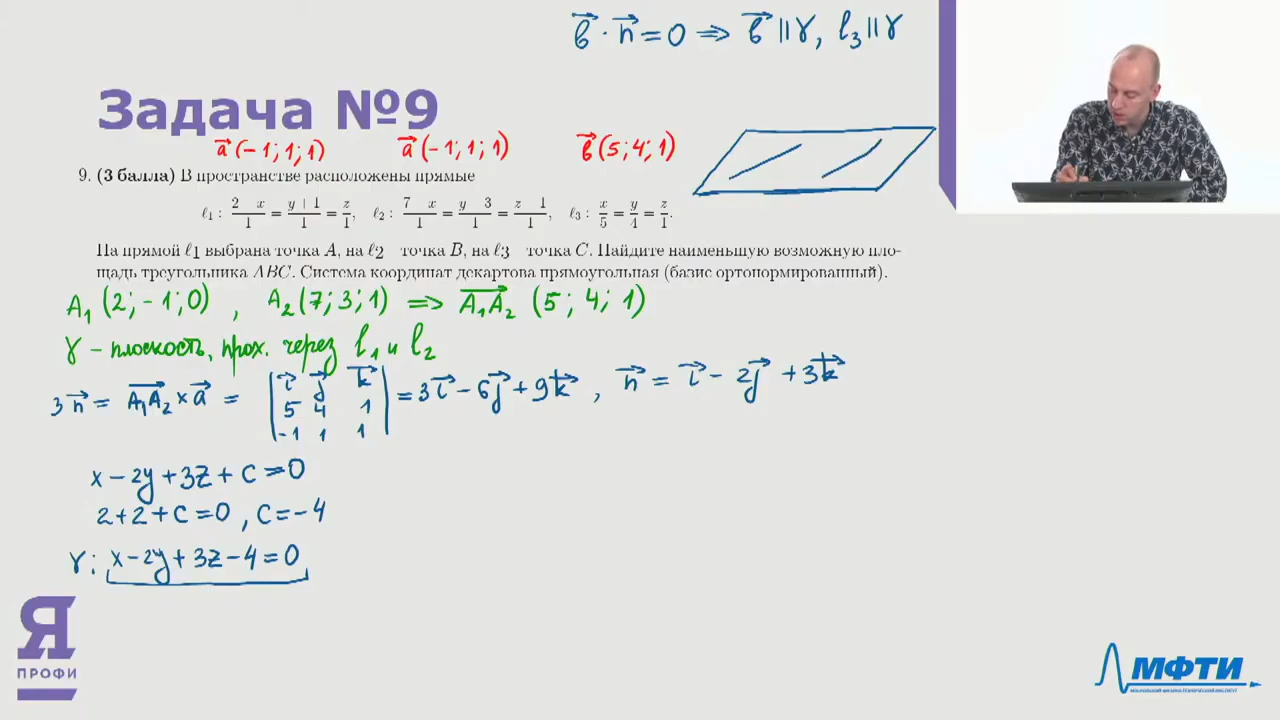 b⃗ · n⃗ = 0 ⇒ b⃗ ∥ γ, l₃ ∥ γ
Задача №9
a⃗ (-1; 1; 1) a⃗ (-1; 1; 1) b⃗ (5; 4; 1)
9. (3 балла) В пространстве расположены прямые
ℓ₁ : (2 x)/1 = (y + 1)/1 = z/1, ℓ₂ : (7 x)/1 = (y 3)/1 = (z 1)/1, ℓ₃ : x/5 = y/4 = z/1.
На прямой ℓ1 выбрана точка A, на ℓ2 точка B, на ℓ3 точка C. Найдите наименьшую возможную пло-
щадь треугольника ABC. Система координат декартова прямоугольная (базис ортонормированный).
A₁ (2; -1; 0), A₂ (7; 3; 1) ⇒ A₁A₂⃗ (5; 4; 1)
γ - плоскость, прох. через l₁ и l₂
3n⃗ = A₁A₂⃗ × a⃗ = | i⃗ j⃗ k⃗ ; 5 4 1 ; -1 1 1 | = 3i⃗ - 6j⃗ + 9k⃗, n⃗ = i⃗ - 2j⃗ + 3k⃗
x - 2y + 3z + c = 0
2 + 2 + c = 0, c = -4
γ: x - 2y + 3z - 4 = 0
Я
ПРОФИ
МФТИ